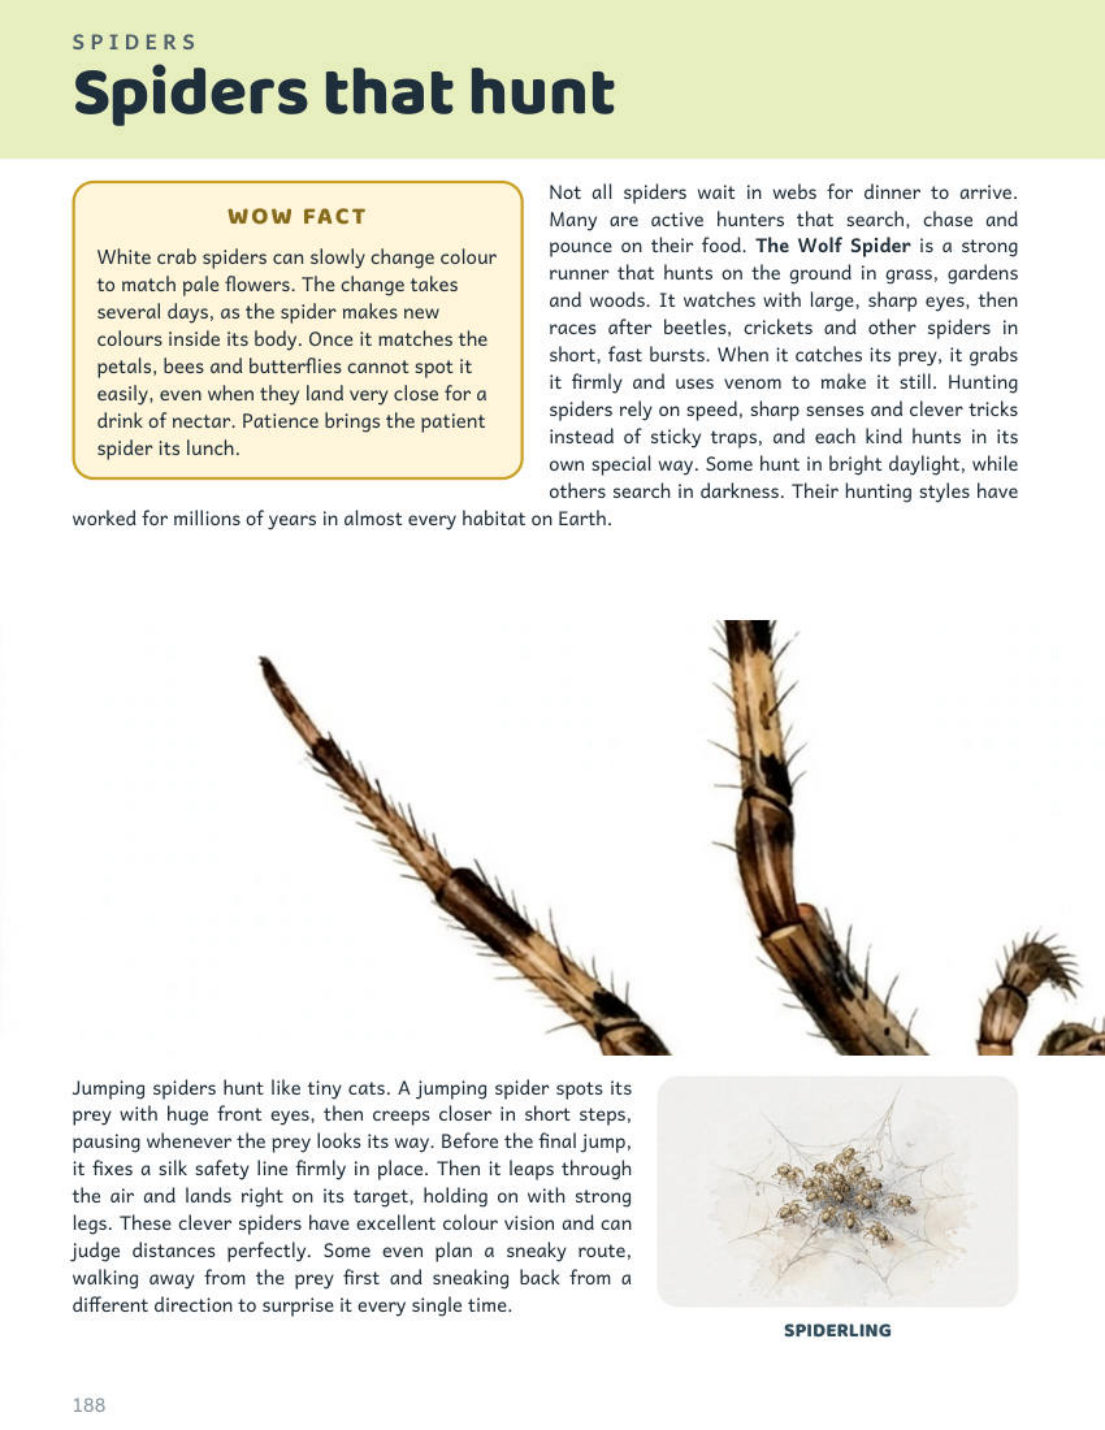 SPIDERS
Spiders that hunt
WOW FACT
White crab spiders can slowly change colour
to match pale flowers. The change takes
several days, as the spider makes new
colours inside its body. Once it matches the
petals, bees and butterflies cannot spot it
easily, even when they land very close for a
drink of nectar. Patience brings the patient
spider its lunch.
Not all spiders wait in webs for dinner to arrive.
Many are active hunters that search, chase and
pounce on their food. The Wolf Spider is a strong
runner that hunts on the ground in grass, gardens
and woods. It watches with large, sharp eyes, then
races after beetles, crickets and other spiders in
short, fast bursts. When it catches its prey, it grabs
it firmly and uses venom to make it still. Hunting
spiders rely on speed, sharp senses and clever tricks
instead of sticky traps, and each kind hunts in its
own special way. Some hunt in bright daylight, while
others search in darkness. Their hunting styles have
worked for millions of years in almost every habitat on Earth.
Jumping spiders hunt like tiny cats. A jumping spider spots its
prey with huge front eyes, then creeps closer in short steps,
pausing whenever the prey looks its way. Before the final jump,
it fixes a silk safety line firmly in place. Then it leaps through
the air and lands right on its target, holding on with strong
legs. These clever spiders have excellent colour vision and can
judge distances perfectly. Some even plan a sneaky route,
walking away from the prey first and sneaking back from a
different direction to surprise it every single time.
SPIDERLING
188